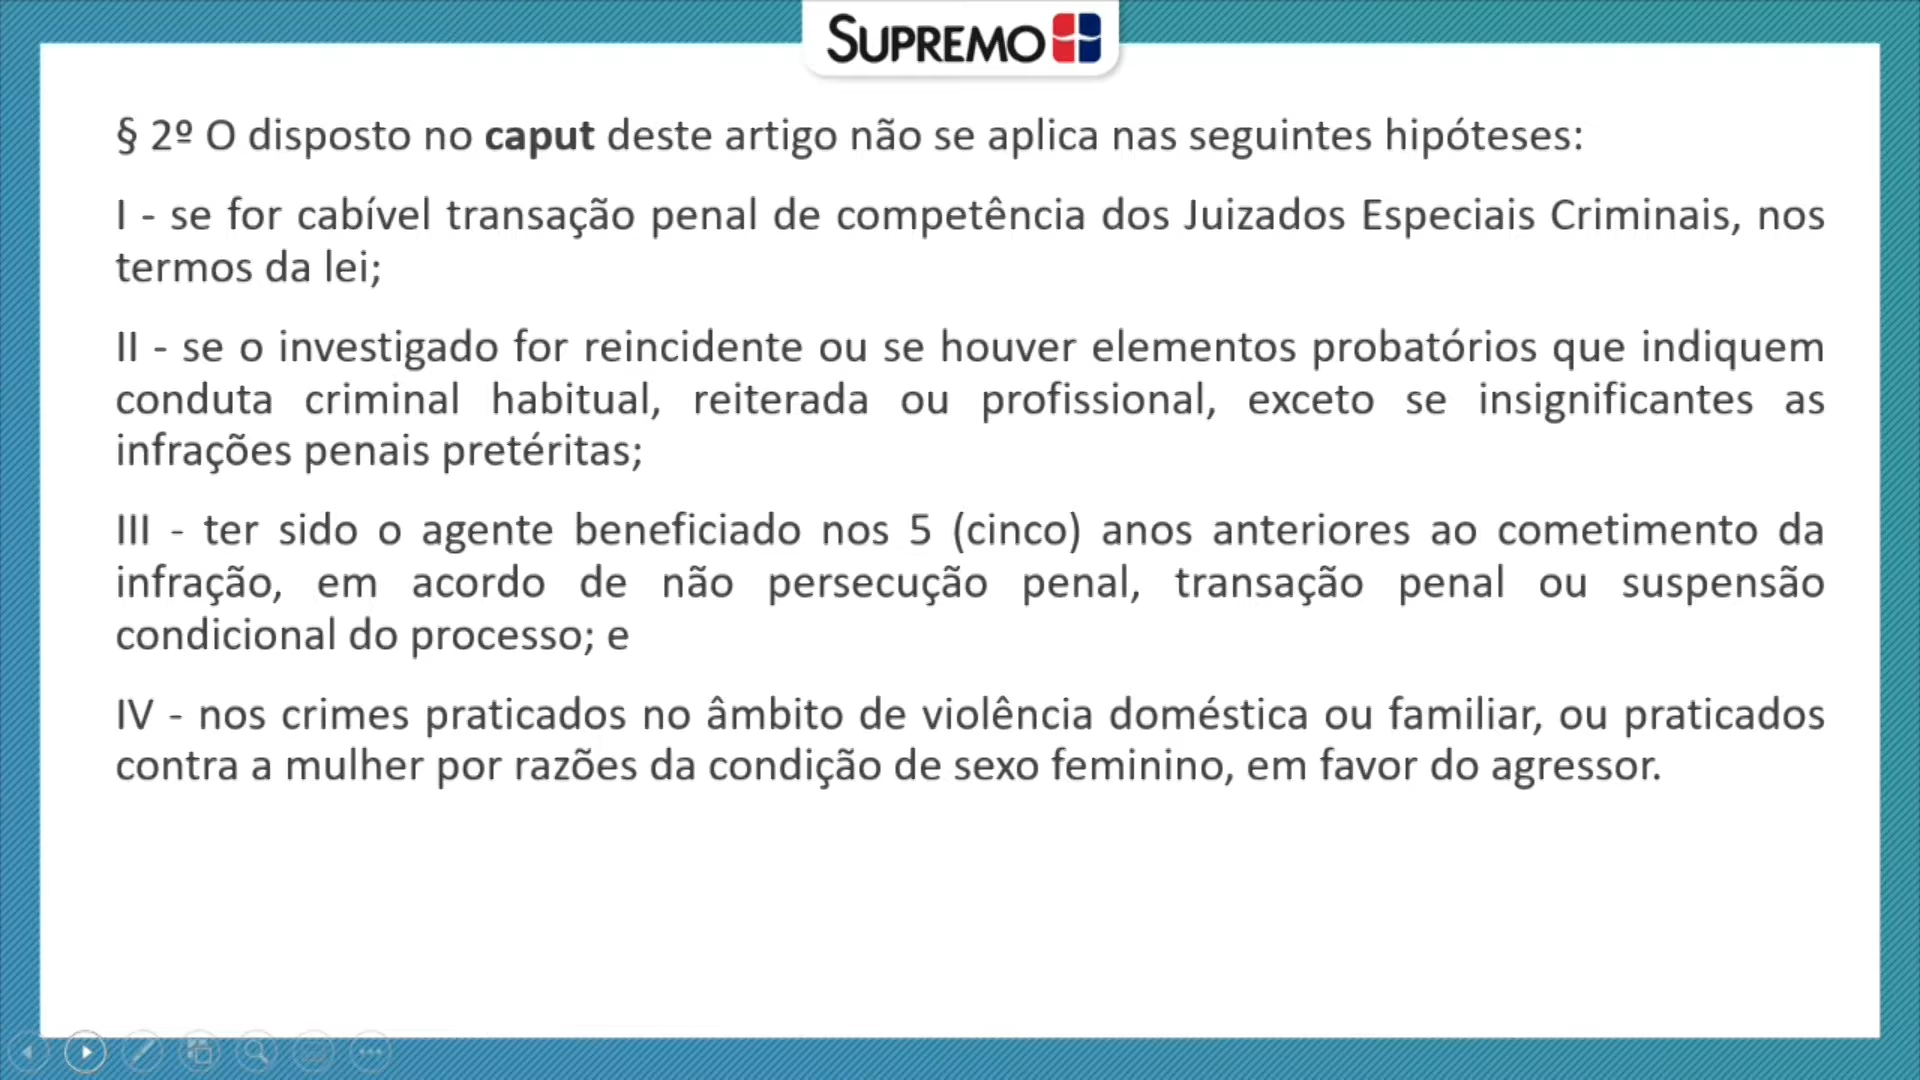 SUPREMO
§ 2º O disposto no caput deste artigo não se aplica nas seguintes hipóteses:
I - se for cabível transação penal de competência dos Juizados Especiais Criminais, nos
termos da lei;
II - se o investigado for reincidente ou se houver elementos probatórios que indiquem
conduta criminal habitual, reiterada ou profissional, exceto se insignificantes as
infrações penais pretéritas;
III - ter sido o agente beneficiado nos 5 (cinco) anos anteriores ao cometimento da
infração, em acordo de não persecução penal, transação penal ou suspensão
condicional do processo; e
IV - nos crimes praticados no âmbito de violência doméstica ou familiar, ou praticados
contra a mulher por razões da condição de sexo feminino, em favor do agressor.